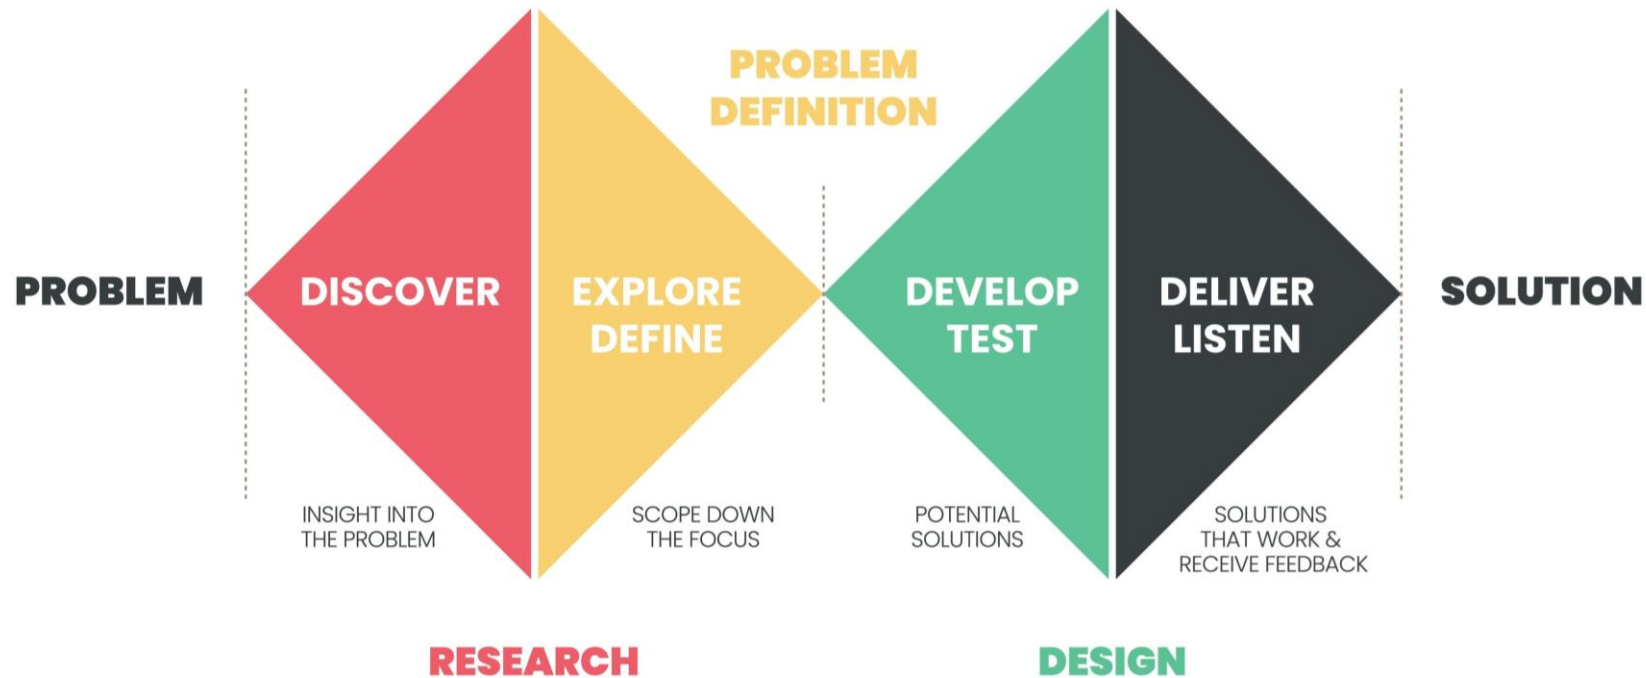 PROBLEM
DEFINITION
PROBLEM
DISCOVER
EXPLORE
DEFINE
DEVELOP
TEST
DELIVER
LISTEN
SOLUTION
INSIGHT INTO
THE PROBLEM
SCOPE DOWN
THE FOCUS
POTENTIAL
SOLUTIONS
SOLUTIONS
THAT WORK &
RECEIVE FEEDBACK
RESEARCH
DESIGN